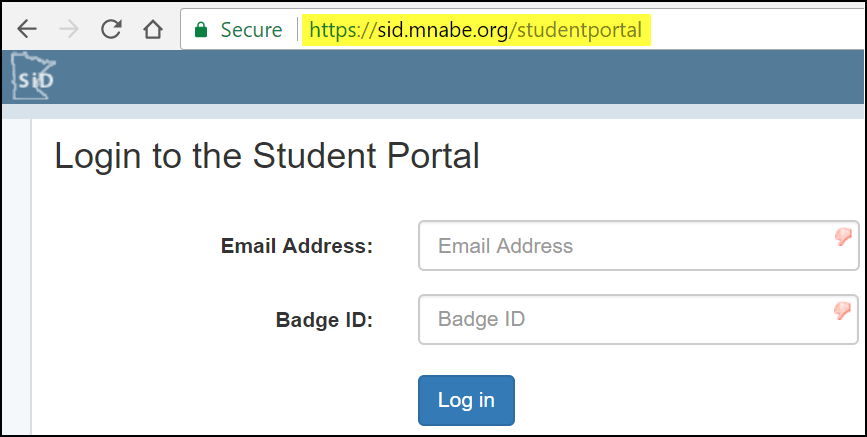 Secure https://sid.mnabe.org/studentportal
SiD
Login to the Student Portal
Email Address: Email Address
Badge ID: Badge ID
Log in